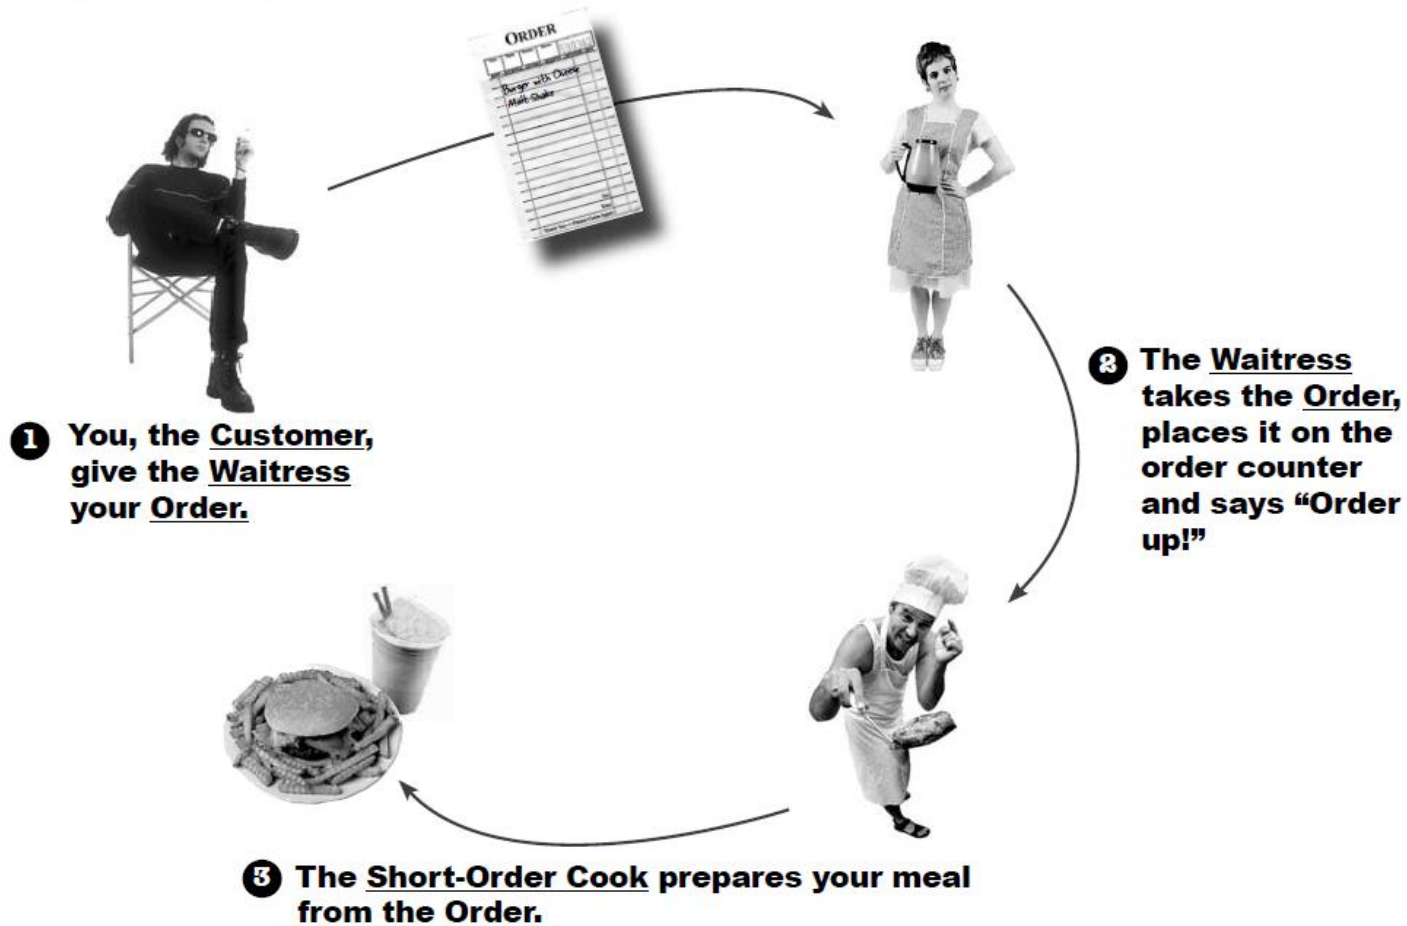 ORDER
Burger with Cheese
Malt Shake
1 You, the Customer,
give the Waitress
your Order.
2 The Waitress
takes the Order,
places it on the
order counter
and says “Order
up!”
3 The Short-Order Cook prepares your meal
from the Order.